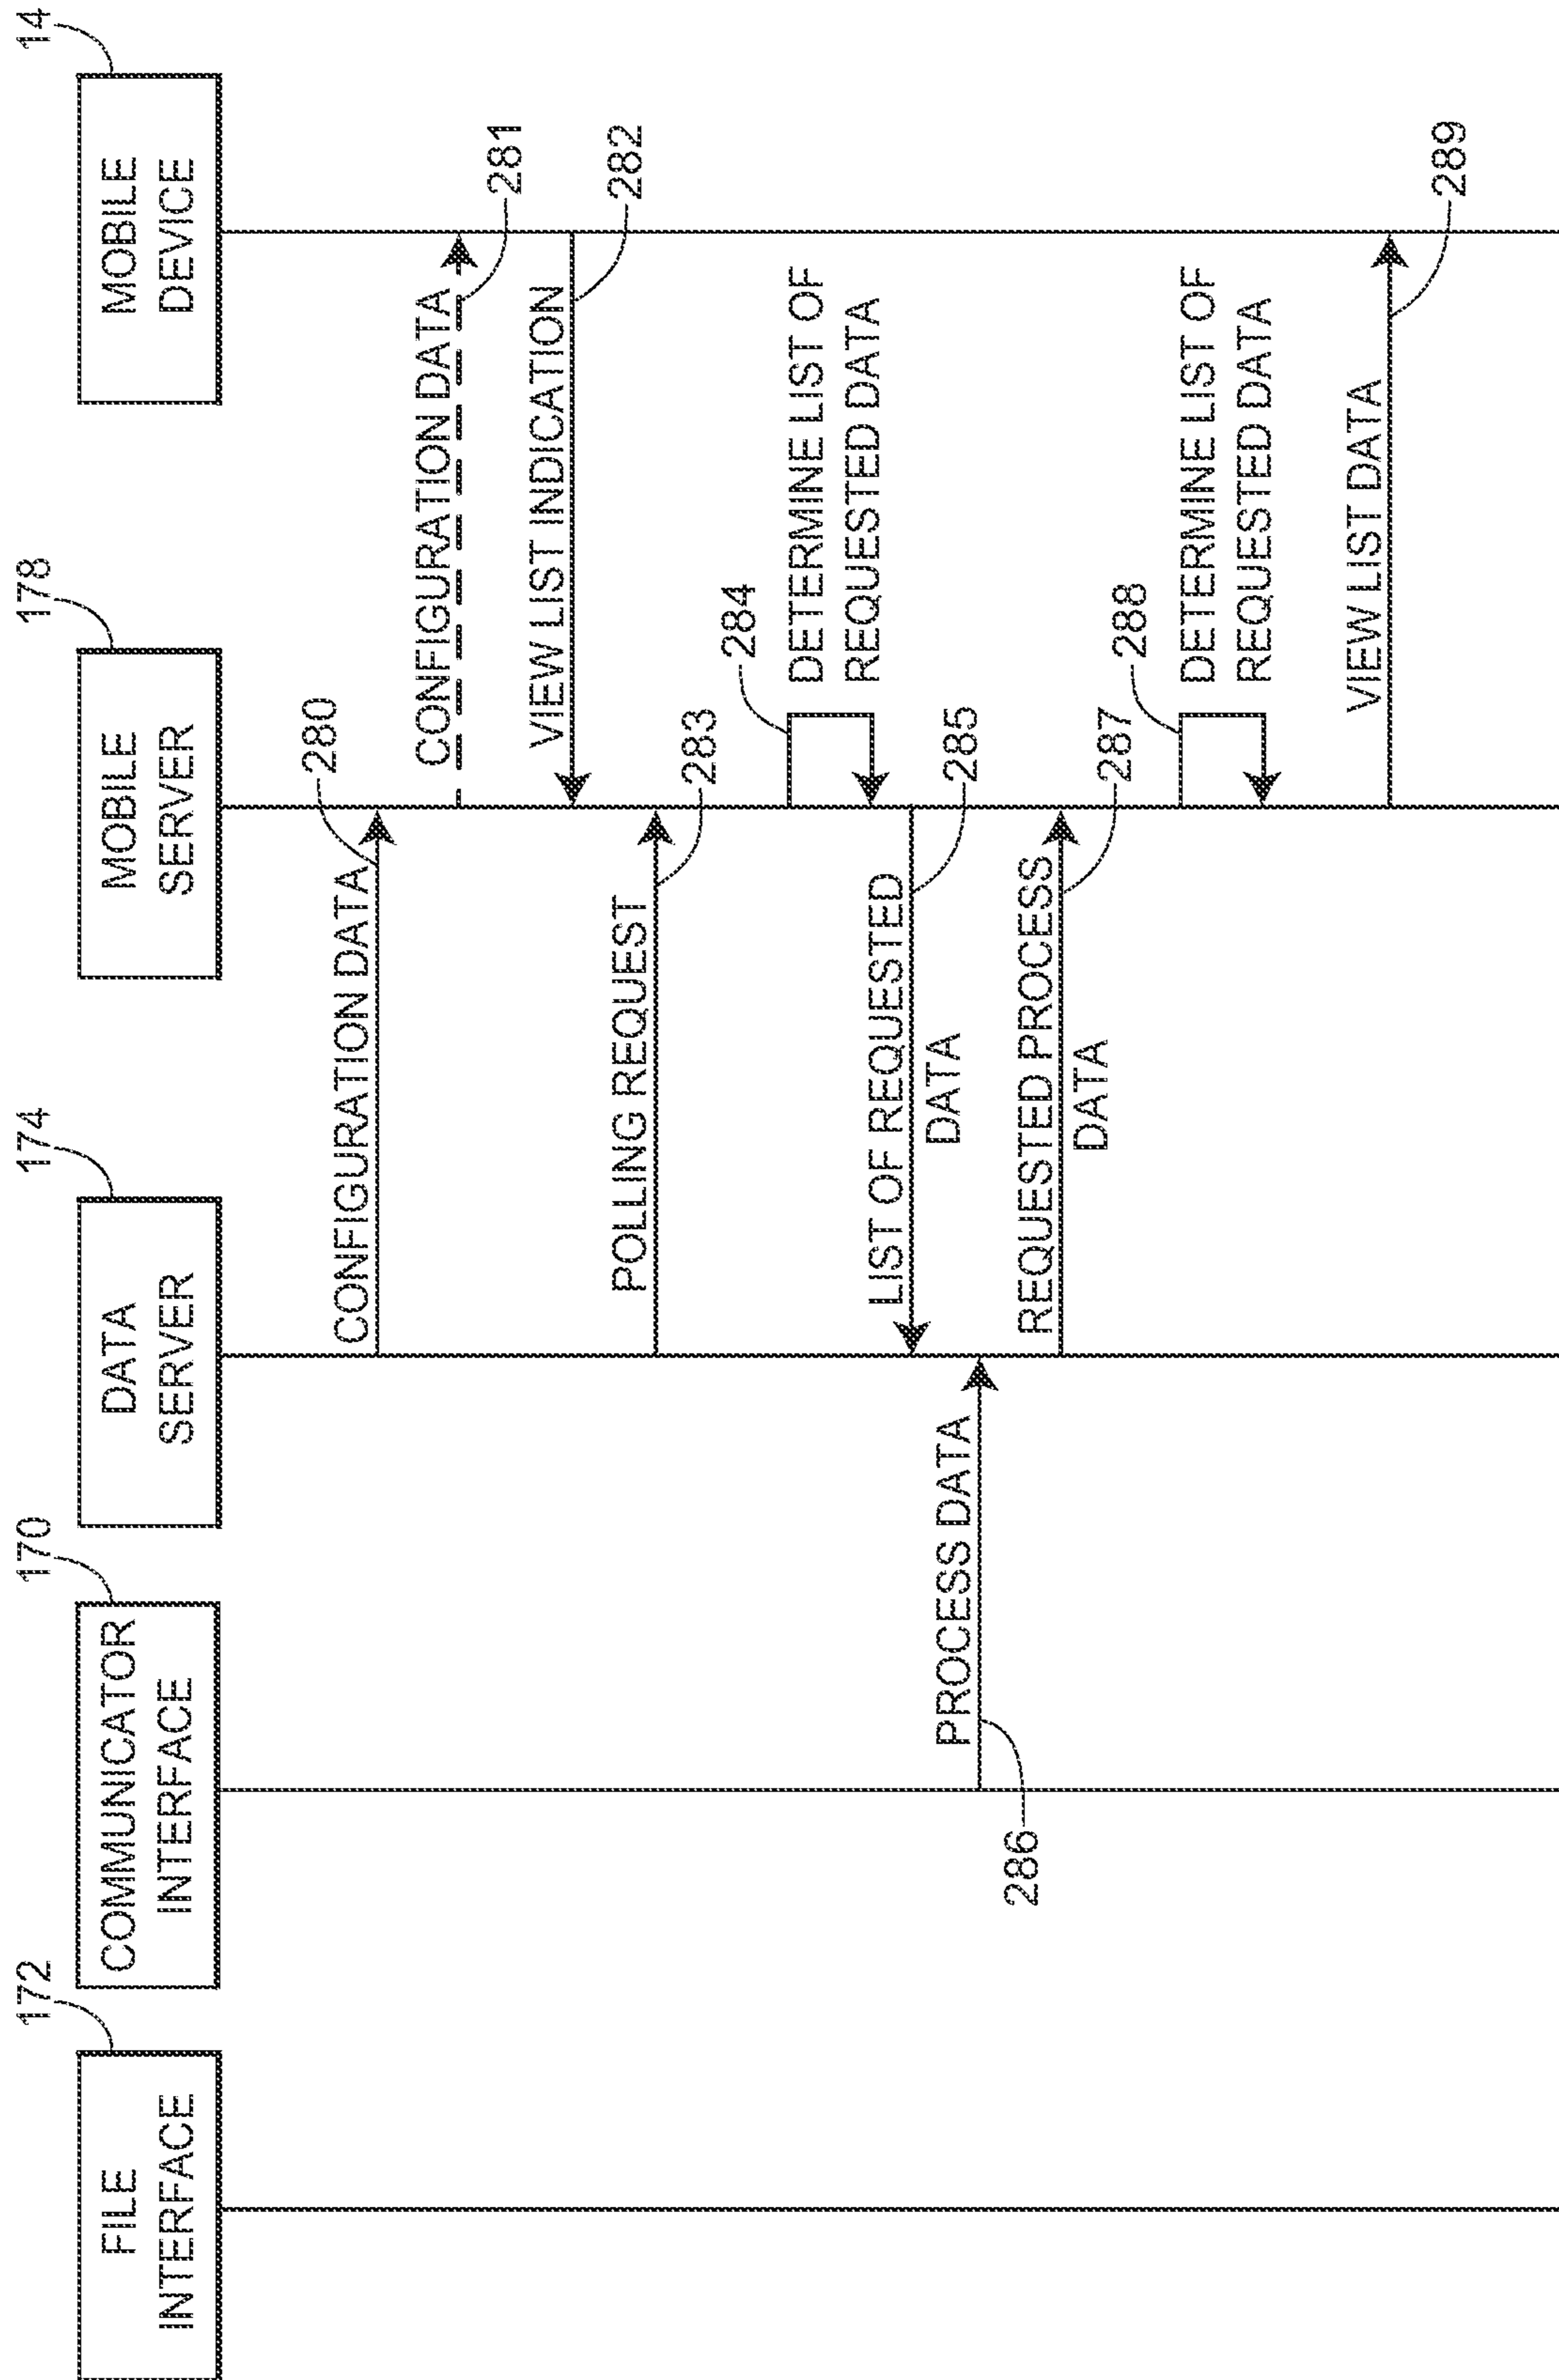 172
FILE
INTERFACE
170
COMMUNICATOR
INTERFACE
174
DATA
SERVER
178
MOBILE
SERVER
14
MOBILE
DEVICE
CONFIGURATION DATA
280
CONFIGURATION DATA
281
VIEW LIST INDICATION
282
POLLING REQUEST
283
284
DETERMINE LIST OF
REQUESTED DATA
LIST OF REQUESTED
DATA
285
PROCESS DATA
286
REQUESTED PROCESS
DATA
287
288
DETERMINE LIST OF
REQUESTED DATA
VIEW LIST DATA
289